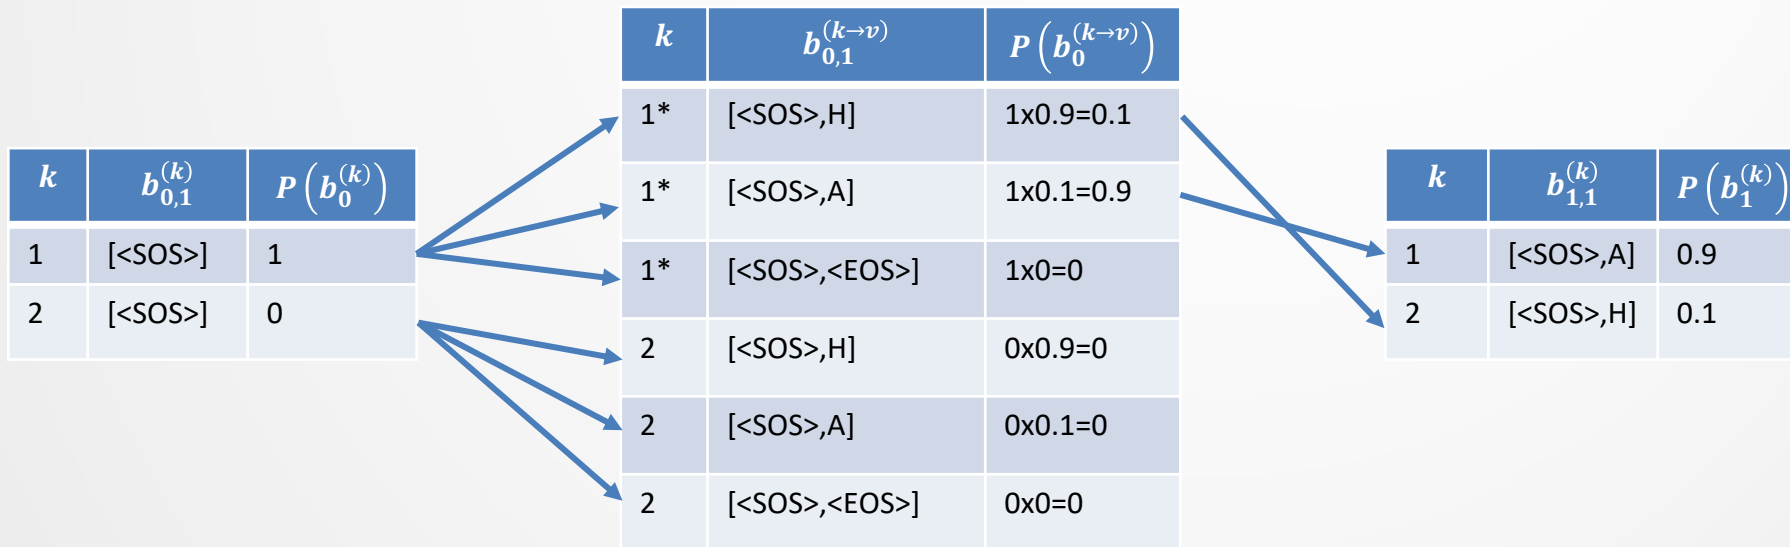 k b_{0,1}^{(k)} P(b_0^{(k)})
1 [<SOS>] 1
2 [<SOS>] 0
k b_{0,1}^{(k→v)} P(b_0^{(k→v)})
1* [<SOS>,H] 1x0.9=0.1
1* [<SOS>,A] 1x0.1=0.9
1* [<SOS>,<EOS>] 1x0=0
2 [<SOS>,H] 0x0.9=0
2 [<SOS>,A] 0x0.1=0
2 [<SOS>,<EOS>] 0x0=0
k b_{1,1}^{(k)} P(b_1^{(k)})
1 [<SOS>,A] 0.9
2 [<SOS>,H] 0.1